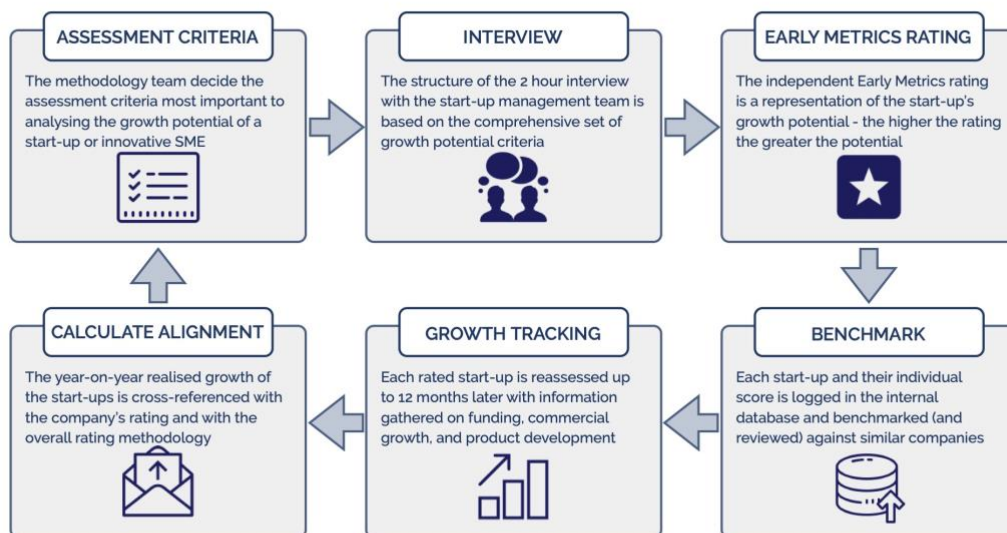 ASSESSMENT CRITERIA
The methodology team decide the
assessment criteria most important to
analysing the growth potential of a
start-up or innovative SME
INTERVIEW
The structure of the 2 hour interview
with the start-up management team is
based on the comprehensive set of
growth potential criteria
EARLY METRICS RATING
The independent Early Metrics rating
is a representation of the start-up's
growth potential - the higher the rating
the greater the potential
CALCULATE ALIGNMENT
The year-on-year realised growth of
the start-ups is cross-referenced
with the company's rating and with the
overall rating methodology
GROWTH TRACKING
Each rated start-up is reassessed up
to 12 months later with information
gathered on funding, commercial
growth, and product development
BENCHMARK
Each start-up and their individual
score is logged in the internal
database and benchmarked (and
reviewed) against similar companies